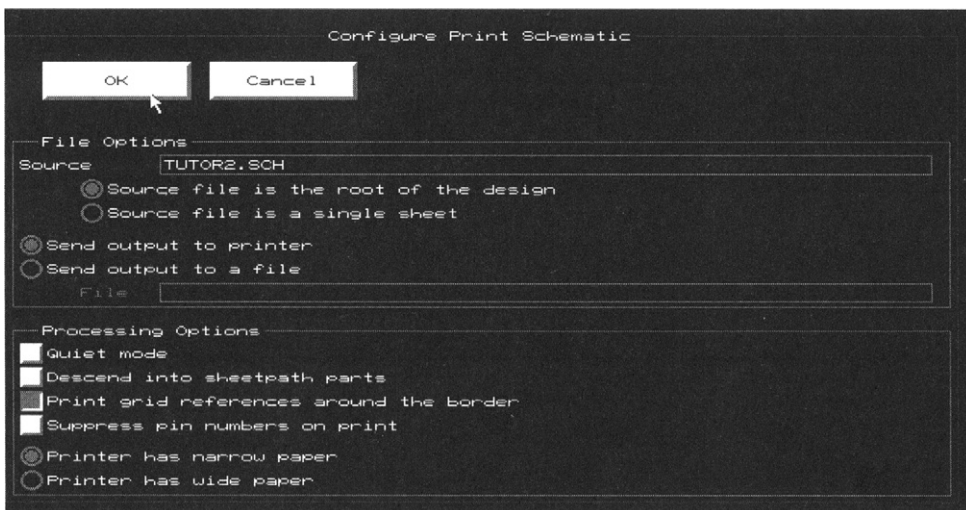 Configure Print Schematic
OK
Cancel
File Options
Source TUTOR2.SCH
Source file is the root of the design
Source file is a single sheet
Send output to printer
Send output to a file
File
Processing Options
Quiet mode
Descend into sheetpath parts
Print grid references around the border
Suppress pin numbers on print
Printer has narrow paper
Printer has wide paper